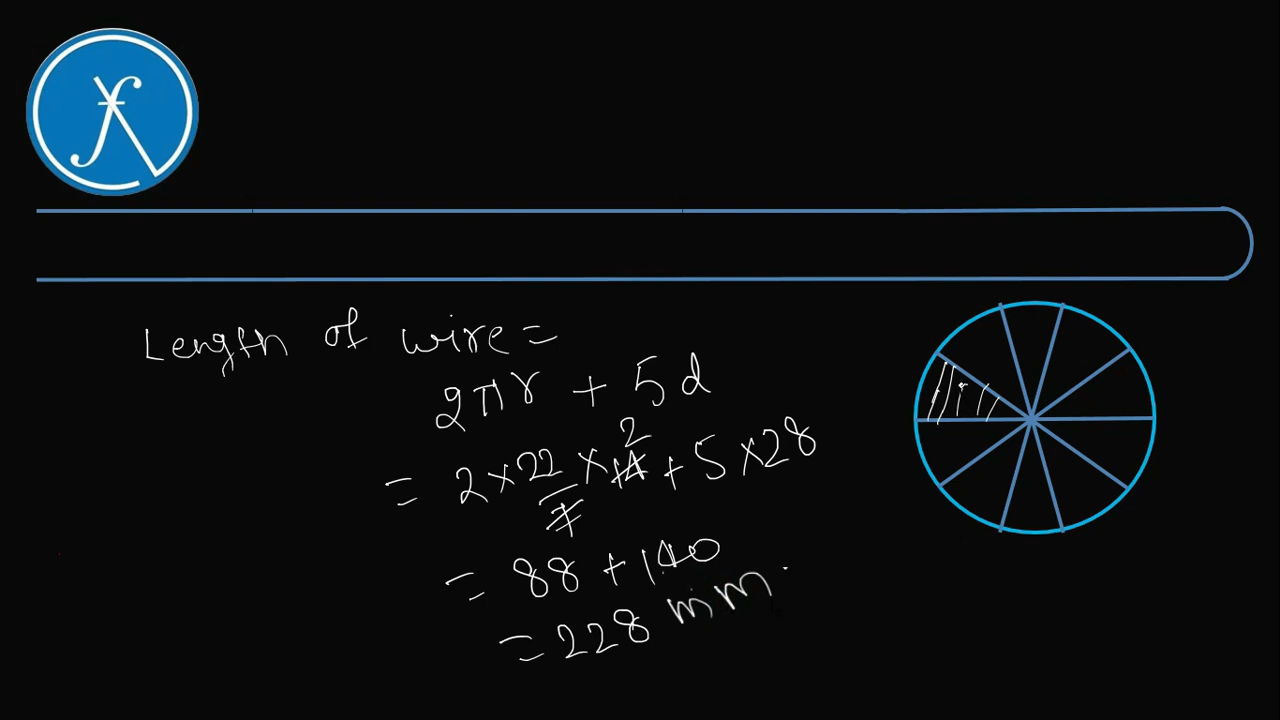 Length of wire =
2πr + 5d
= 2 × 22/7 × 14 2 + 5 × 28
= 88 + 140
= 228 mm.